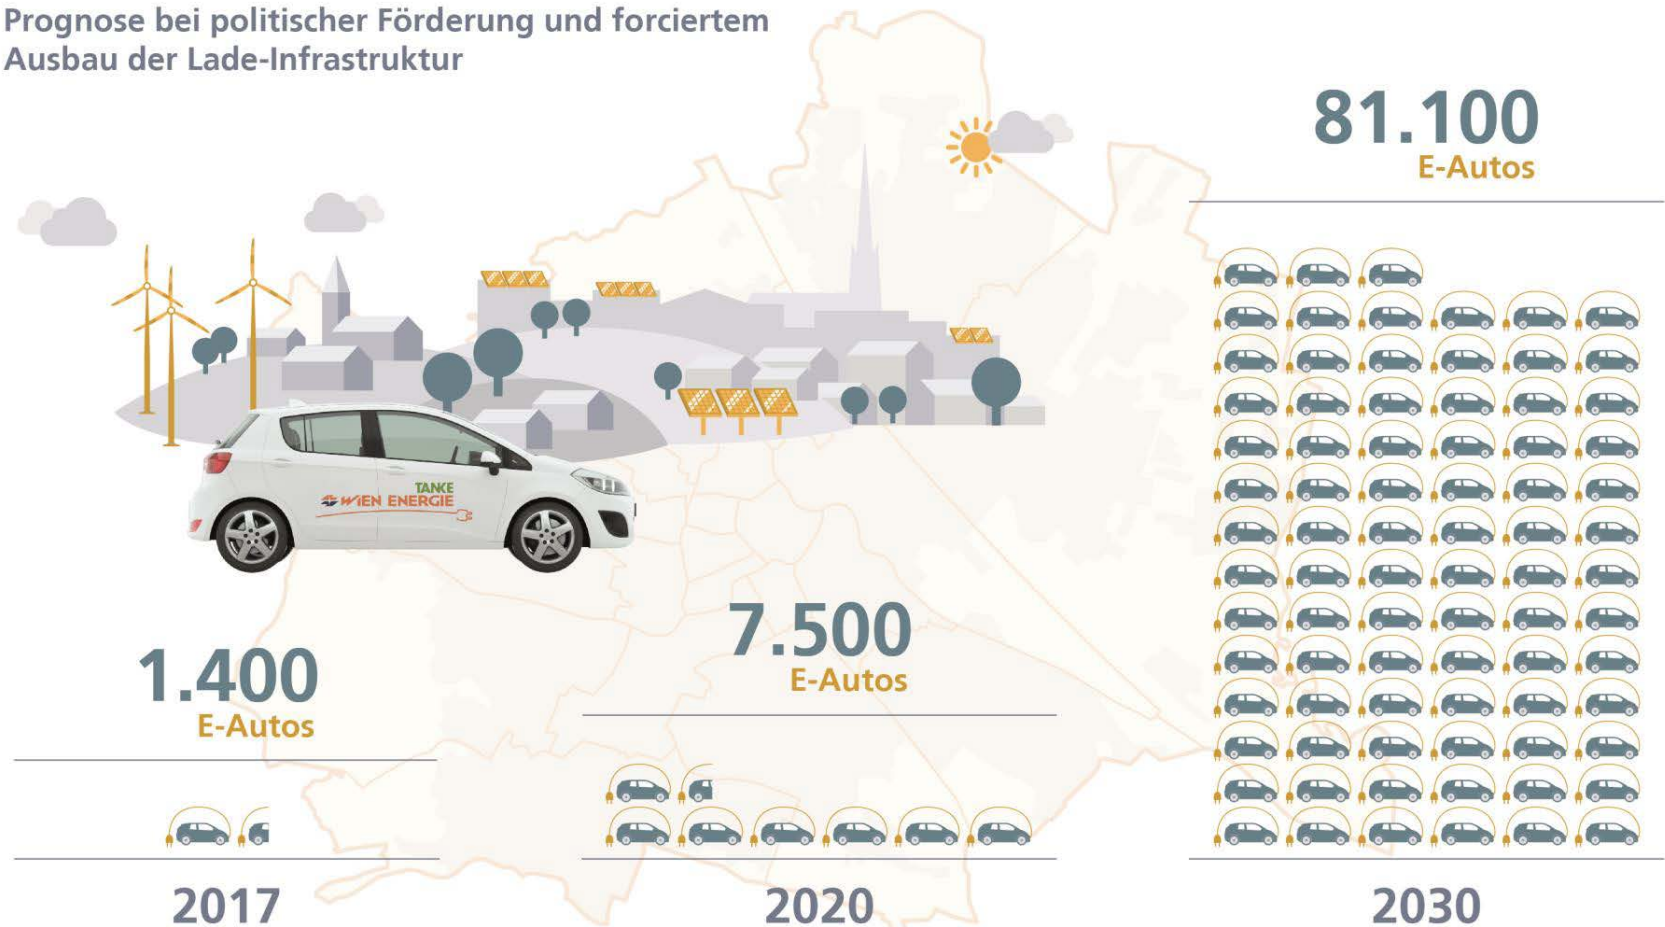 Prognose bei politischer Förderung und forciertem
Ausbau der Lade-Infrastruktur
81.100
E-Autos
TANKE
WIEN ENERGIE
7.500
E-Autos
1.400
E-Autos
2017
2020
2030